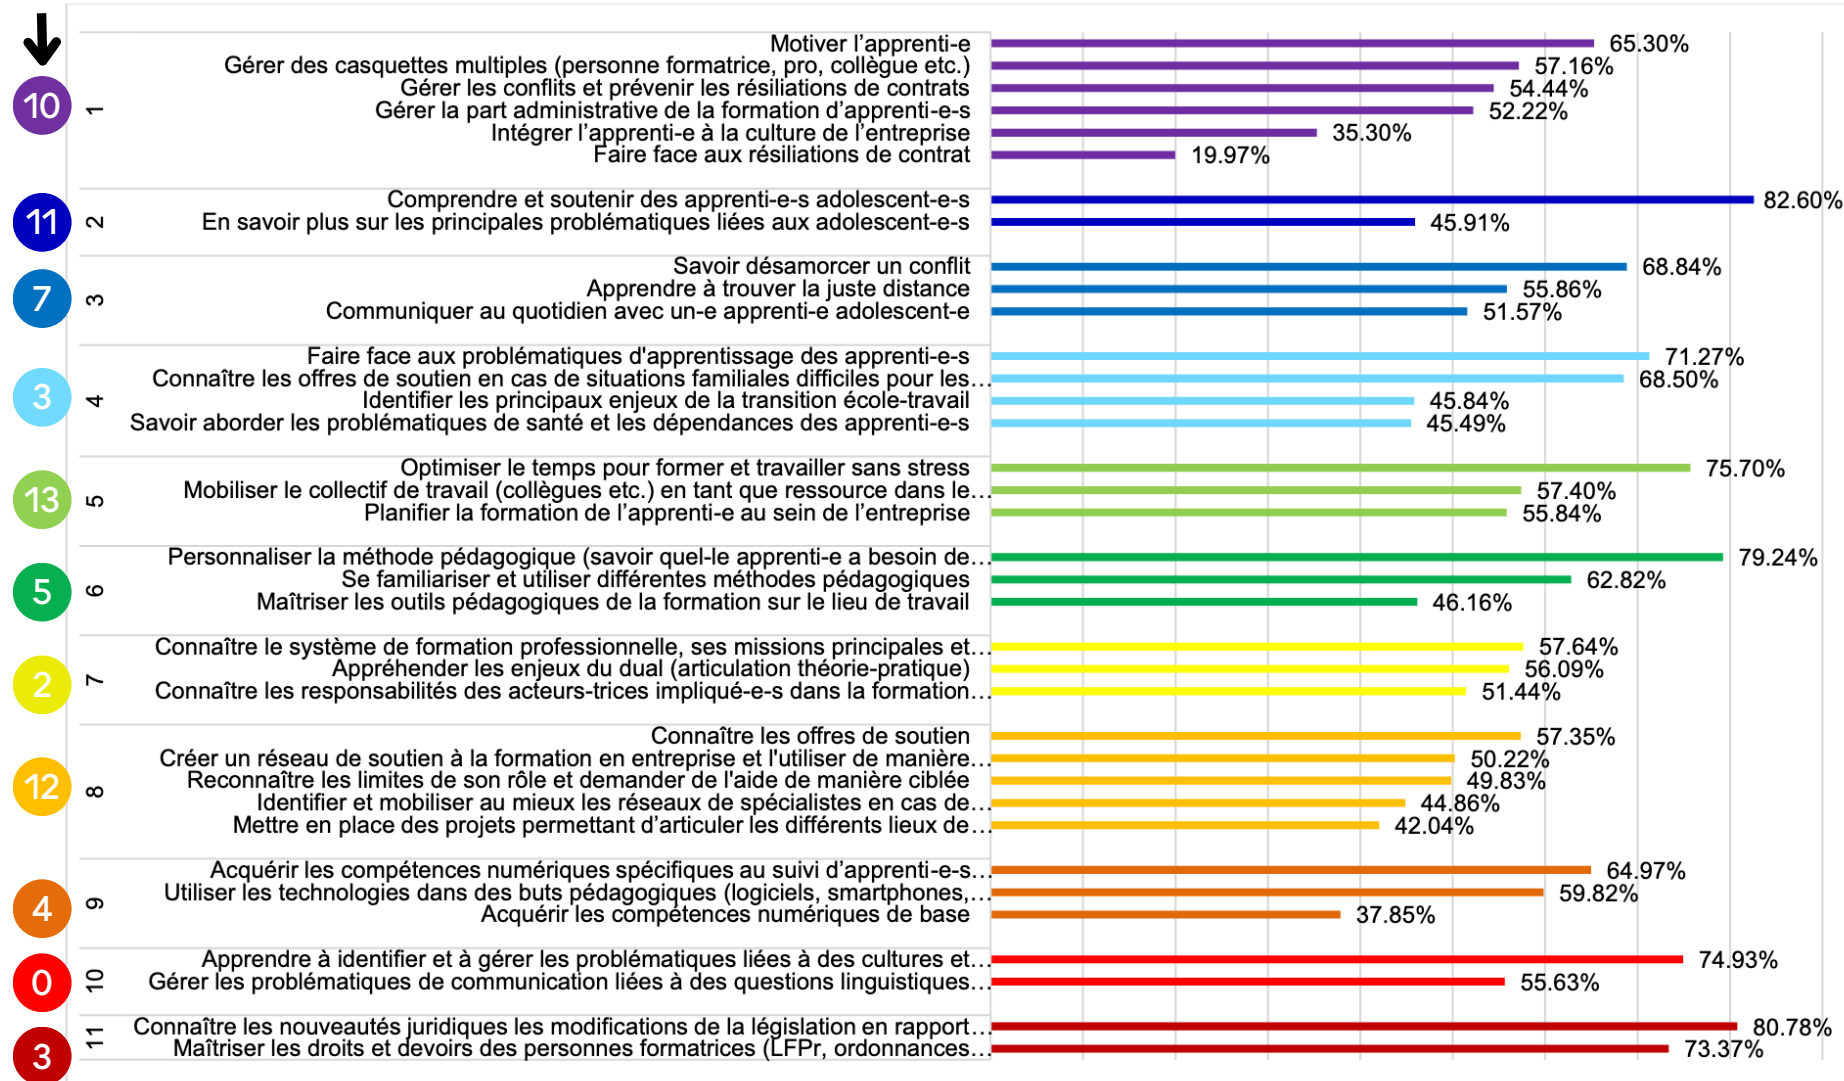 10
1
Motiver l'apprenti-e 65.30%
Gérer des casquettes multiples (personne formatrice, pro, collègue etc.) 57.16%
Gérer les conflits et prévenir les résiliations de contrats 54.44%
Gérer la part administrative de la formation d'apprenti-e-s 52.22%
Intégrer l'apprenti-e à la culture de l'entreprise 35.30%
Faire face aux résiliations de contrat 19.97%
11
2
Comprendre et soutenir des apprenti-e-s adolescent-e-s 82.60%
En savoir plus sur les principales problématiques liées aux adolescent-e-s 45.91%
7
3
Savoir désamorcer un conflit 68.84%
Apprendre à trouver la juste distance 55.86%
Communiquer au quotidien avec un-e apprenti-e adolescent-e 51.57%
3
4
Faire face aux problématiques d'apprentissage des apprenti-e-s 71.27%
Connaître les offres de soutien en cas de situations familiales difficiles pour les… 68.50%
Identifier les principaux enjeux de la transition école-travail 45.84%
Savoir aborder les problématiques de santé et les dépendances des apprenti-e-s 45.49%
13
5
Optimiser le temps pour former et travailler sans stress 75.70%
Mobiliser le collectif de travail (collègues etc.) en tant que ressource dans le… 57.40%
Planifier la formation de l'apprenti-e au sein de l'entreprise 55.84%
5
6
Personnaliser la méthode pédagogique (savoir quel-le apprenti-e a besoin de… 79.24%
Se familiariser et utiliser différentes méthodes pédagogiques 62.82%
Maîtriser les outils pédagogiques de la formation sur le lieu de travail 46.16%
2
7
Connaître le système de formation professionnelle, ses missions principales et… 57.64%
Appréhender les enjeux du dual (articulation théorie-pratique) 56.09%
Connaître les responsabilités des acteurs-trices impliqué-e-s dans la formation… 51.44%
12
8
Connaître les offres de soutien 57.35%
Créer un réseau de soutien à la formation en entreprise et l'utiliser de manière… 50.22%
Reconnaître les limites de son rôle et demander de l'aide de manière ciblée 49.83%
Identifier et mobiliser au mieux les réseaux de spécialistes en cas de… 44.86%
Mettre en place des projets permettant d'articuler les différents lieux de… 42.04%
4
9
Acquérir les compétences numériques spécifiques au suivi d'apprenti-e-s… 64.97%
Utiliser les technologies dans des buts pédagogiques (logiciels, smartphones,… 59.82%
Acquérir les compétences numériques de base 37.85%
0
10
Apprendre à identifier et à gérer les problématiques liées à des cultures et… 74.93%
Gérer les problématiques de communication liées à des questions linguistiques… 55.63%
3
11
Connaître les nouveautés juridiques les modifications de la législation en rapport… 80.78%
Maîtriser les droits et devoirs des personnes formatrices (LFPr, ordonnances… 73.37%